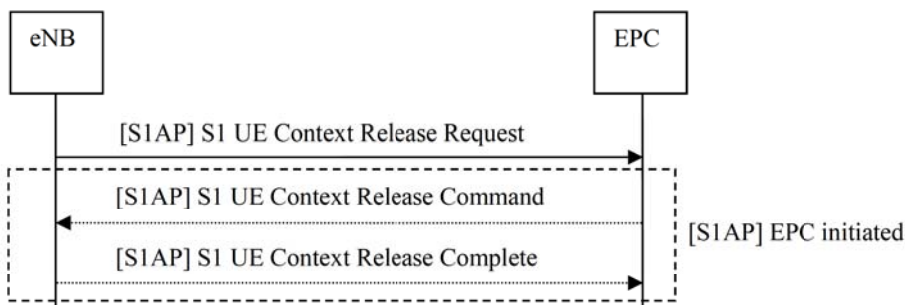 eNB
EPC
[S1AP] S1 UE Context Release Request
[S1AP] S1 UE Context Release Command
[S1AP] EPC initiated
[S1AP] S1 UE Context Release Complete